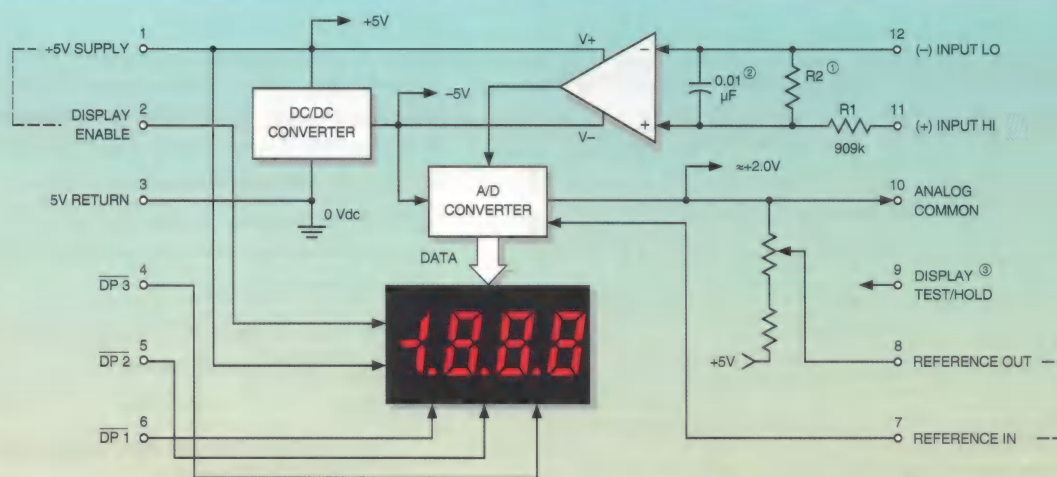 1
+5V SUPPLY
2
DISPLAY
ENABLE
3
5V RETURN
4
DP 3
5
DP 2
6
DP 1
+5V
DC/DC
CONVERTER
0 Vdc
-5V
V+
V–
−
+
0.01 ②
µF
R2 ①
R1
909k
A/D
CONVERTER
≈+2.0V
DATA
-1.8.8.8
+5V
12
(–) INPUT LO
11
(+) INPUT HI
10
ANALOG
COMMON
9
DISPLAY ③
TEST/HOLD
8
REFERENCE OUT
7
REFERENCE IN